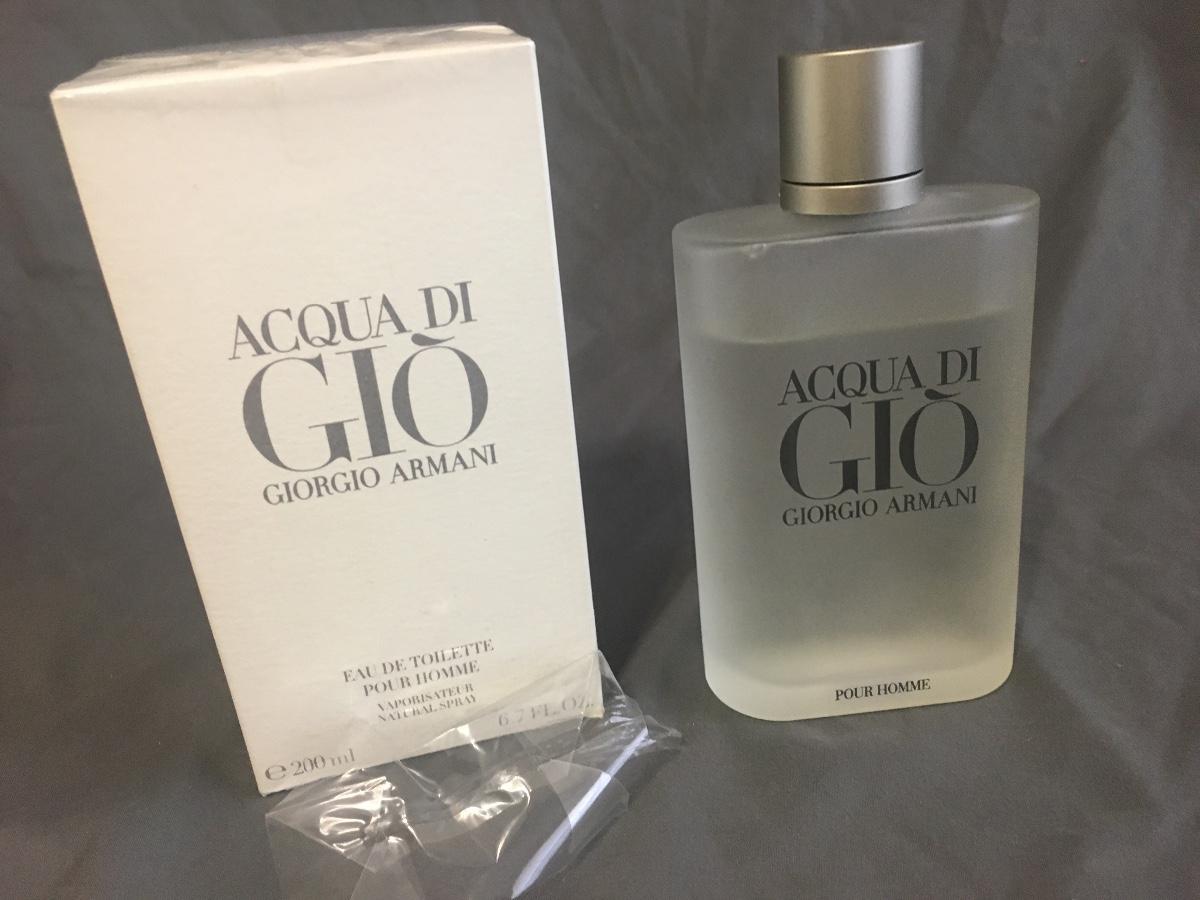 ACQUA DI
GIÒ
GIORGIO ARMANI
EAU DE TOILETTE
POUR HOMME
VAPORISATEUR
NATURAL SPRAY
6.7 FL. OZ.
℮ 200 ml
ACQUA DI
GIÒ
GIORGIO ARMANI
POUR HOMME